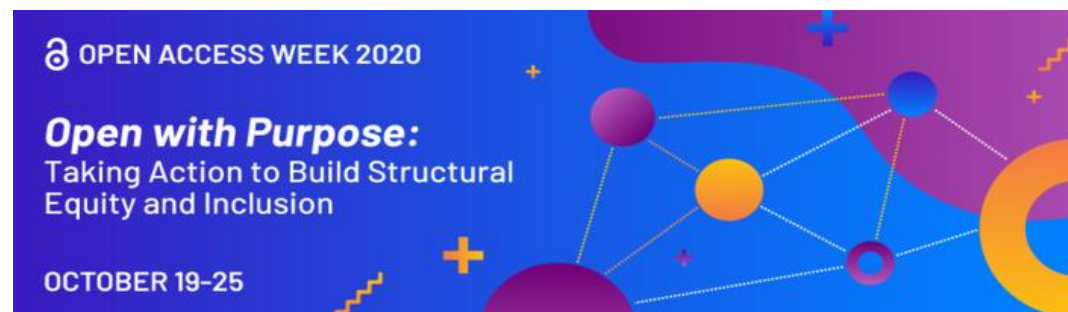 OPEN ACCESS WEEK 2020
Open with Purpose:
Taking Action to Build Structural
Equity and Inclusion
OCTOBER 19-25